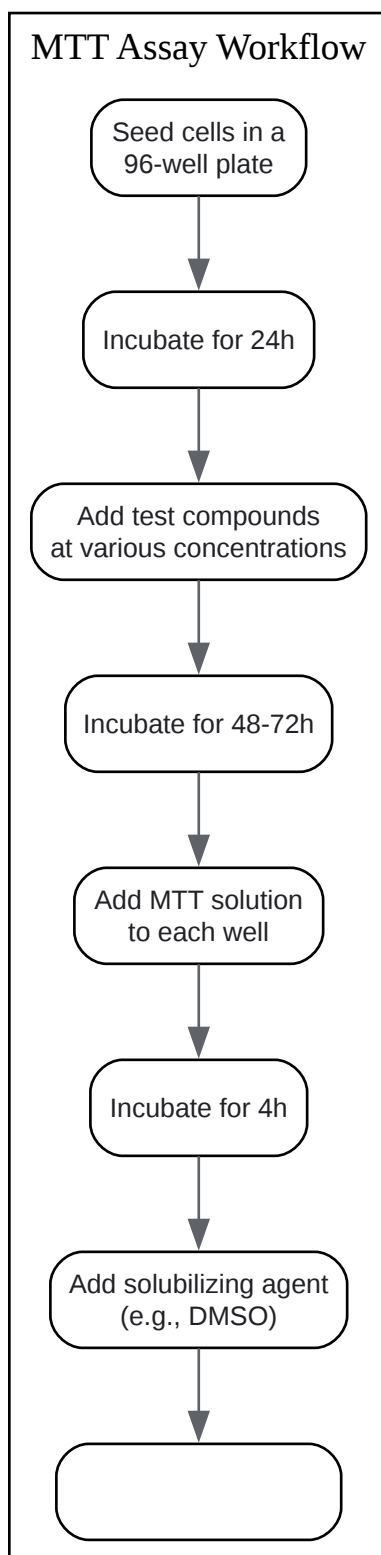 MTT Assay Workflow
Seed cells in a
96-well plate
Incubate for 24h
Add test compounds
at various concentrations
Incubate for 48-72h
Add MTT solution
to each well
Incubate for 4h
Add solubilizing agent
(e.g., DMSO)